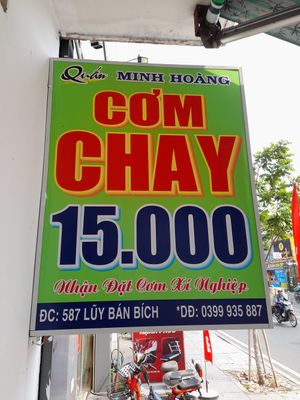 Quán MINH HOÀNG
CƠM
CHAY
15.000
Nhận Đặt Cơm Xí Nghiệp
ĐC: 587 LŨY BÁN BÍCH *DĐ: 0399 935 887